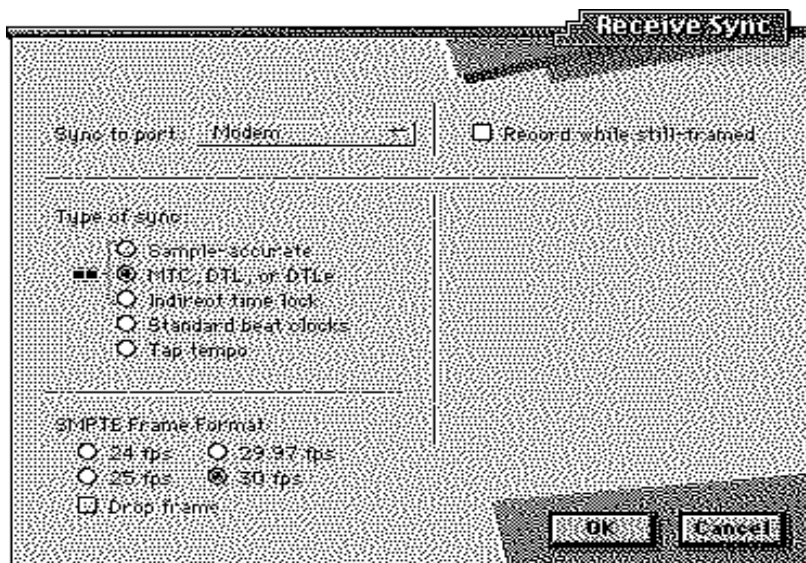 Receive Sync
Sync to port: Modem
Record while still-framed
Type of sync:
Sample-accurate
MTC, DTL, or DTLe
Indirect time lock
Standard beat clocks
Tap tempo
SMPTE Frame Format
24 fps 29.97 fps
25 fps 30 fps
Drop frame
OK Cancel